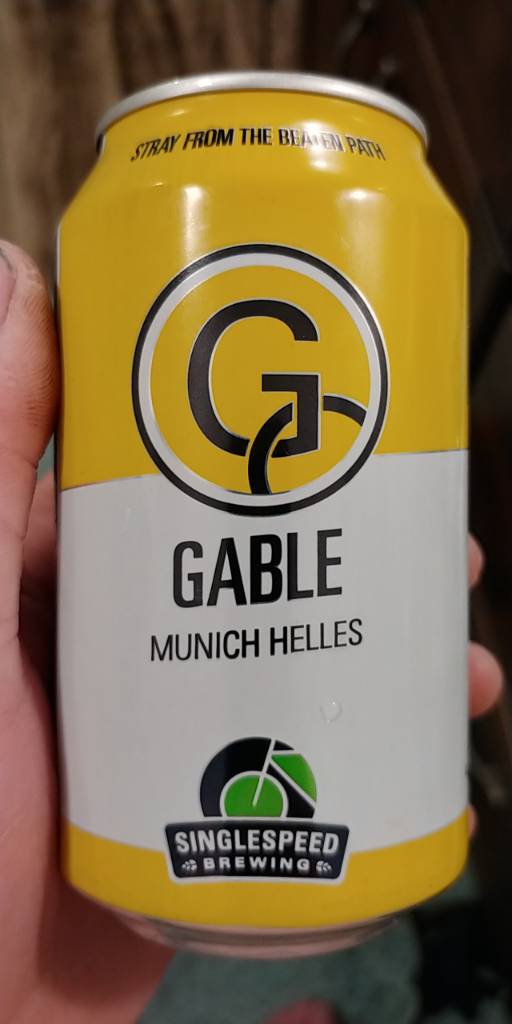 STRAY FROM THE BEATEN PATH
G
GABLE
MUNICH HELLES
SINGLESPEED
BREWING